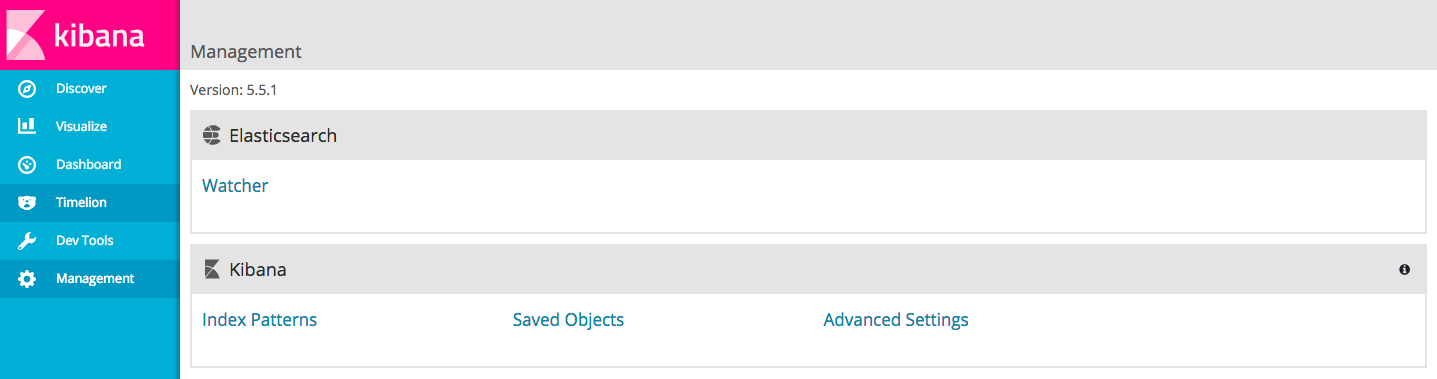 kibana
Discover
Visualize
Dashboard
Timelion
Dev Tools
Management
Management
Version: 5.5.1
Elasticsearch
Watcher
Kibana
Index Patterns Saved Objects Advanced Settings